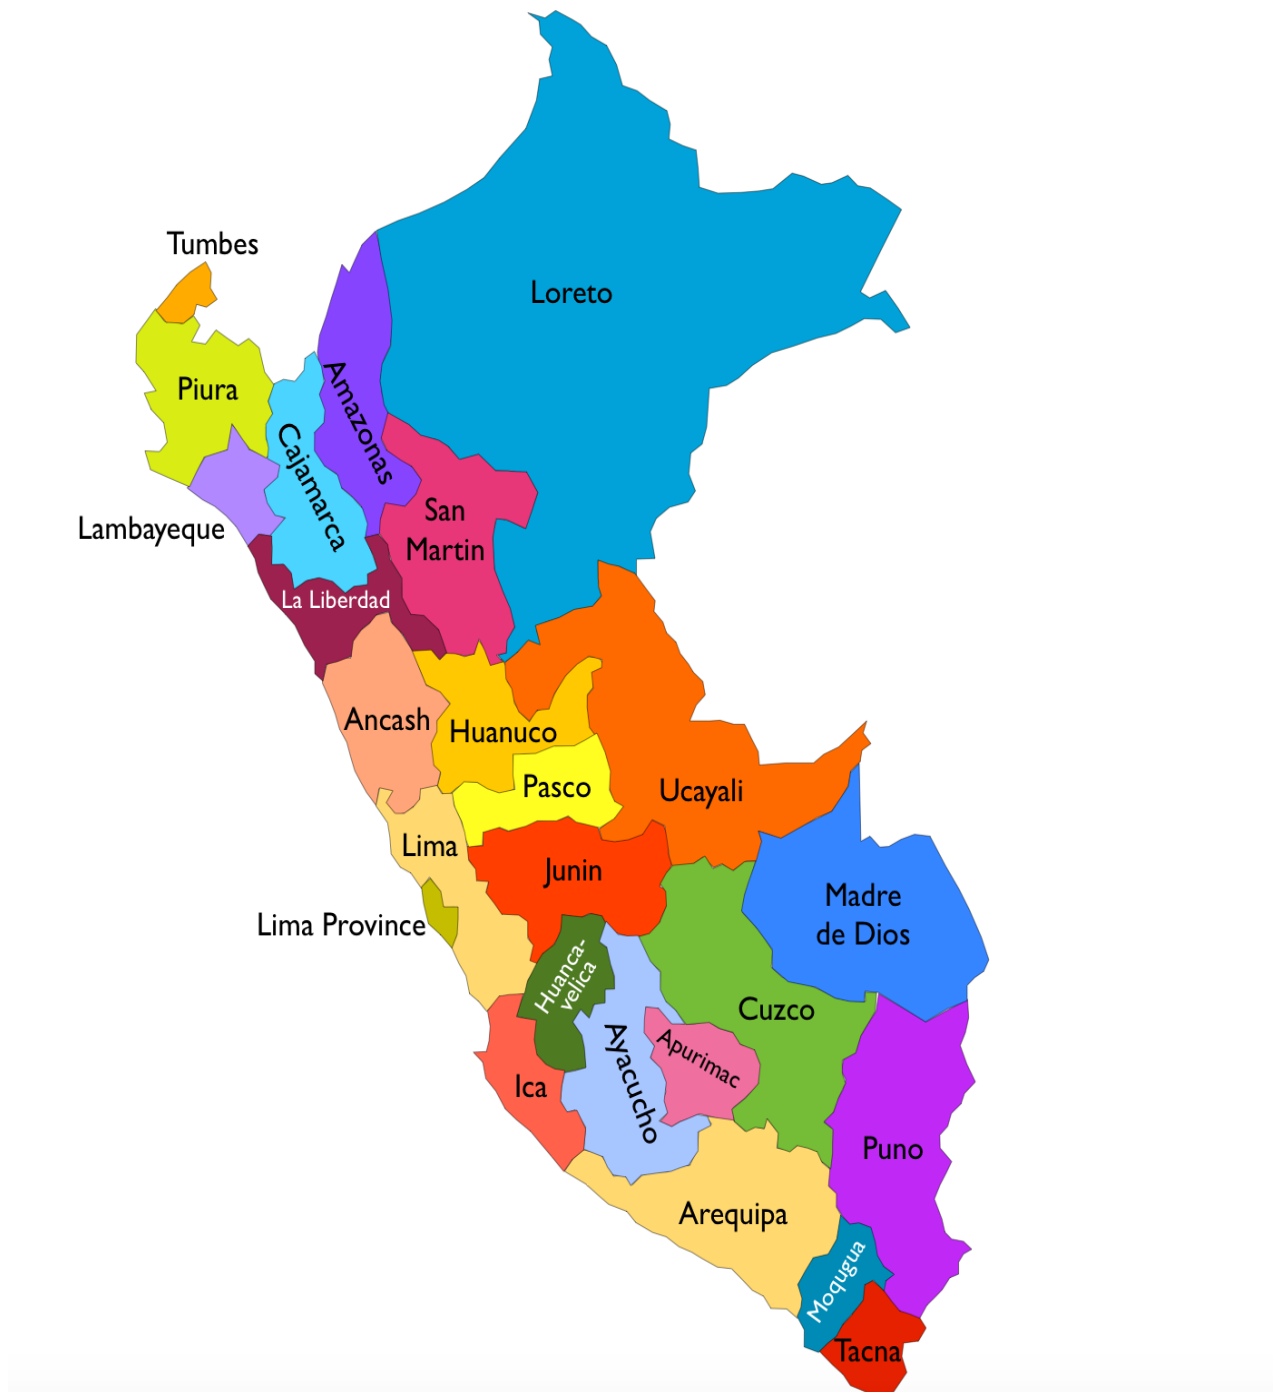 Tumbes
Loreto
Piura
Amazonas
Cajamarca
San
Martin
Lambayeque
La Liberdad
Ancash
Huanuco
Pasco
Ucayali
Lima
Junin
Madre
de Dios
Lima Province
Huanca-
velica
Cuzco
Ayacucho
Apurimac
Ica
Puno
Arequipa
Moqugua
Tacna